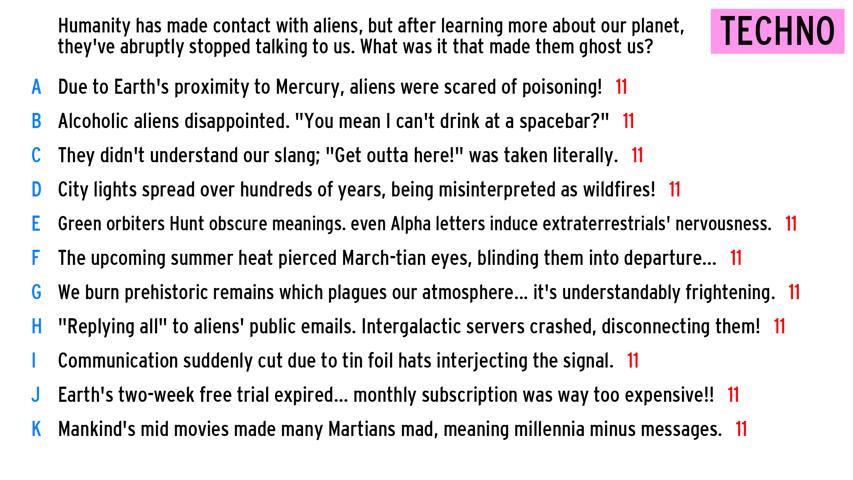 Humanity has made contact with aliens, but after learning more about our planet,
they've abruptly stopped talking to us. What was it that made them ghost us?
TECHNO
A Due to Earth's proximity to Mercury, aliens were scared of poisoning! 11
B Alcoholic aliens disappointed. "You mean I can't drink at a spacebar?" 11
C They didn't understand our slang; "Get outta here!" was taken literally. 11
D City lights spread over hundreds of years, being misinterpreted as wildfires! 11
E Green orbiters Hunt obscure meanings. even Alpha letters induce extraterrestrials' nervousness. 11
F The upcoming summer heat pierced March-tian eyes, blinding them into departure... 11
G We burn prehistoric remains which plagues our atmosphere... it's understandably frightening. 11
H "Replying all" to aliens' public emails. Intergalactic servers crashed, disconnecting them! 11
I Communication suddenly cut due to tin foil hats interjecting the signal. 11
J Earth's two-week free trial expired... monthly subscription was way too expensive!! 11
K Mankind's mid movies made many Martians mad, meaning millennia minus messages. 11